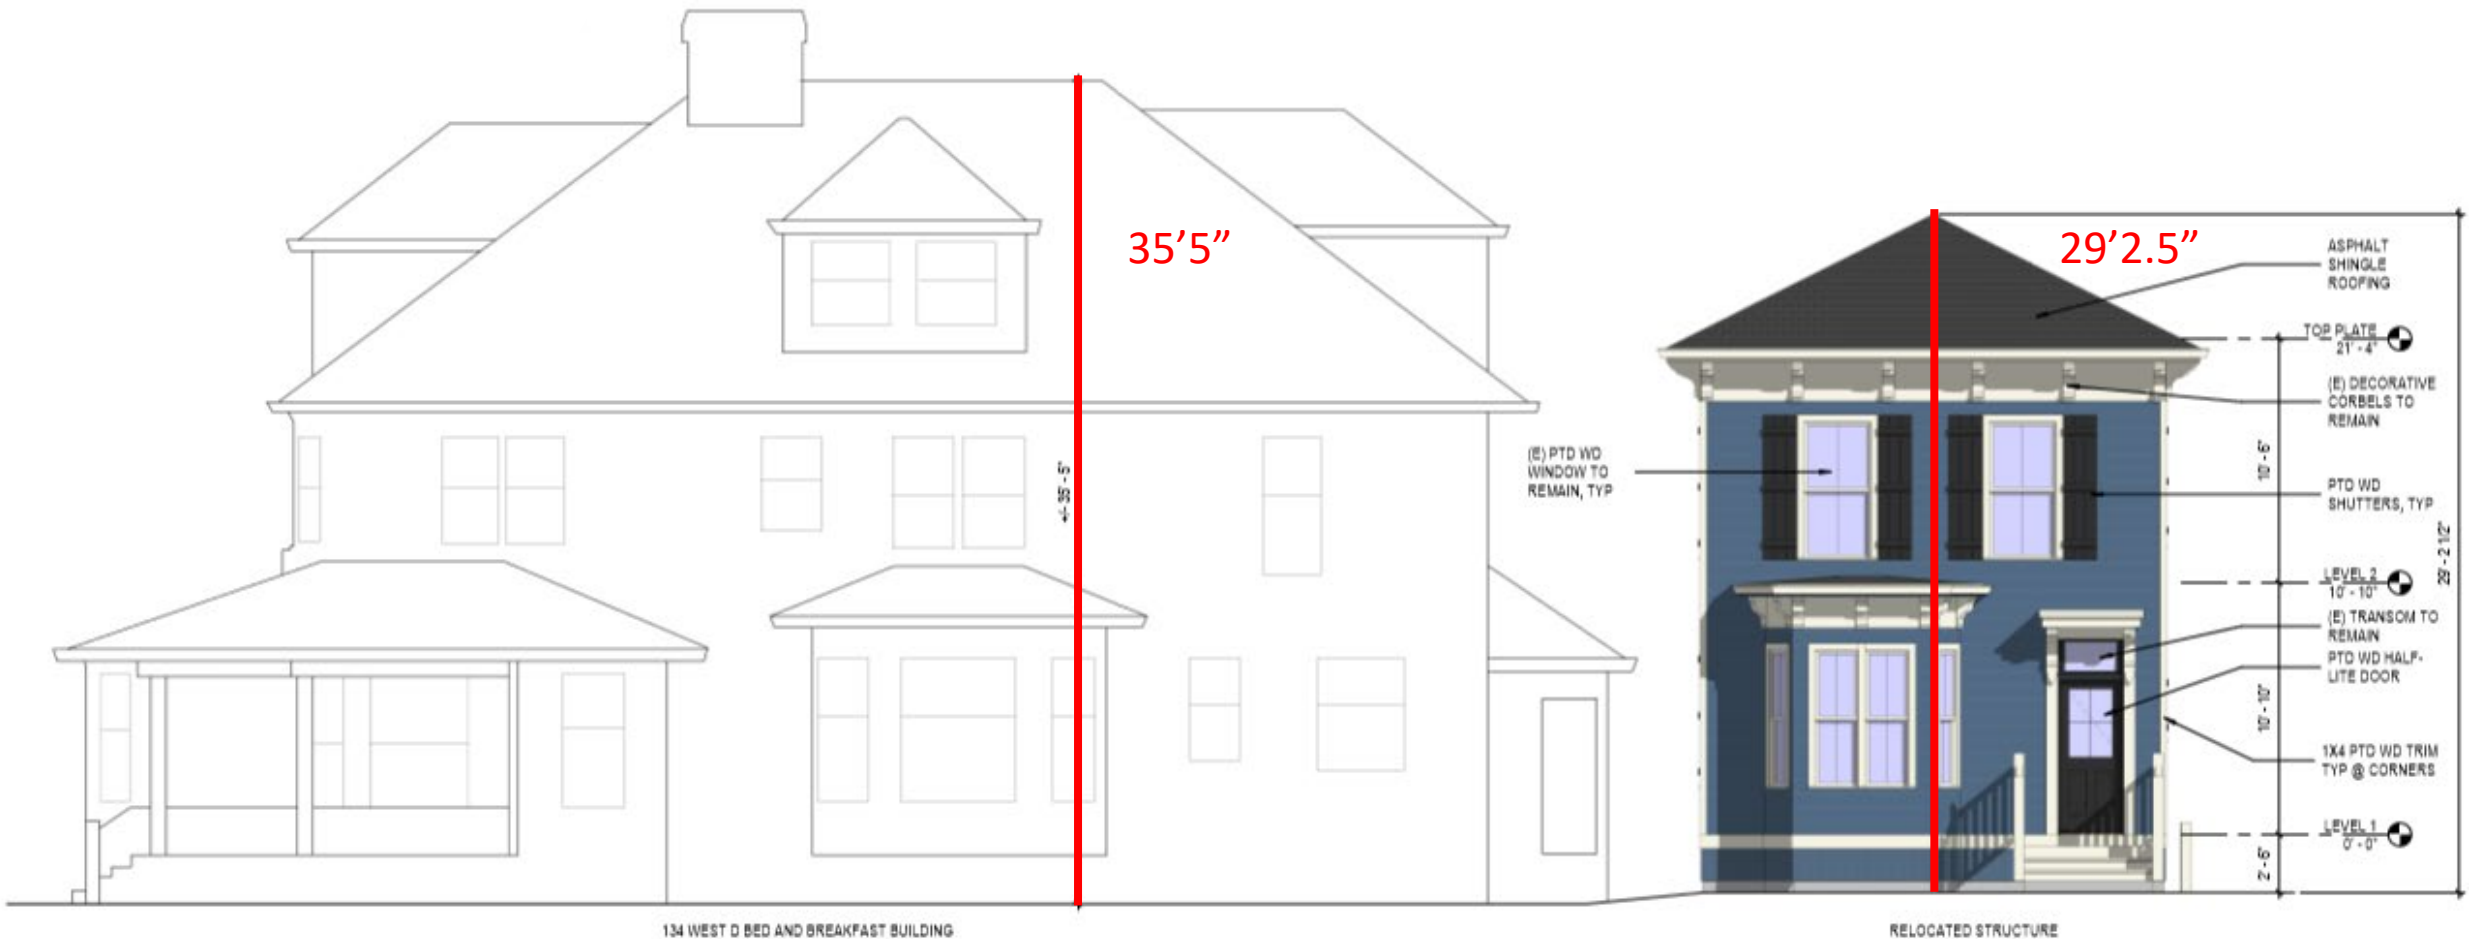 35’5”
+/- 35' - 5"
134 WEST D BED AND BREAKFAST BUILDING
29’2.5”
ASPHALT
SHINGLE
ROOFING
TOP PLATE
21' - 4"
(E) DECORATIVE
CORBELS TO
REMAIN
(E) PTD WD
WINDOW TO
REMAIN, TYP
10' - 6"
PTD WD
SHUTTERS, TYP
29' - 2 1/2"
LEVEL 2
10' - 10"
(E) TRANSOM TO
REMAIN
PTD WD HALF-
LITE DOOR
10' - 10"
1X4 PTD WD TRIM
TYP @ CORNERS
LEVEL 1
0' - 0"
2' - 6"
RELOCATED STRUCTURE